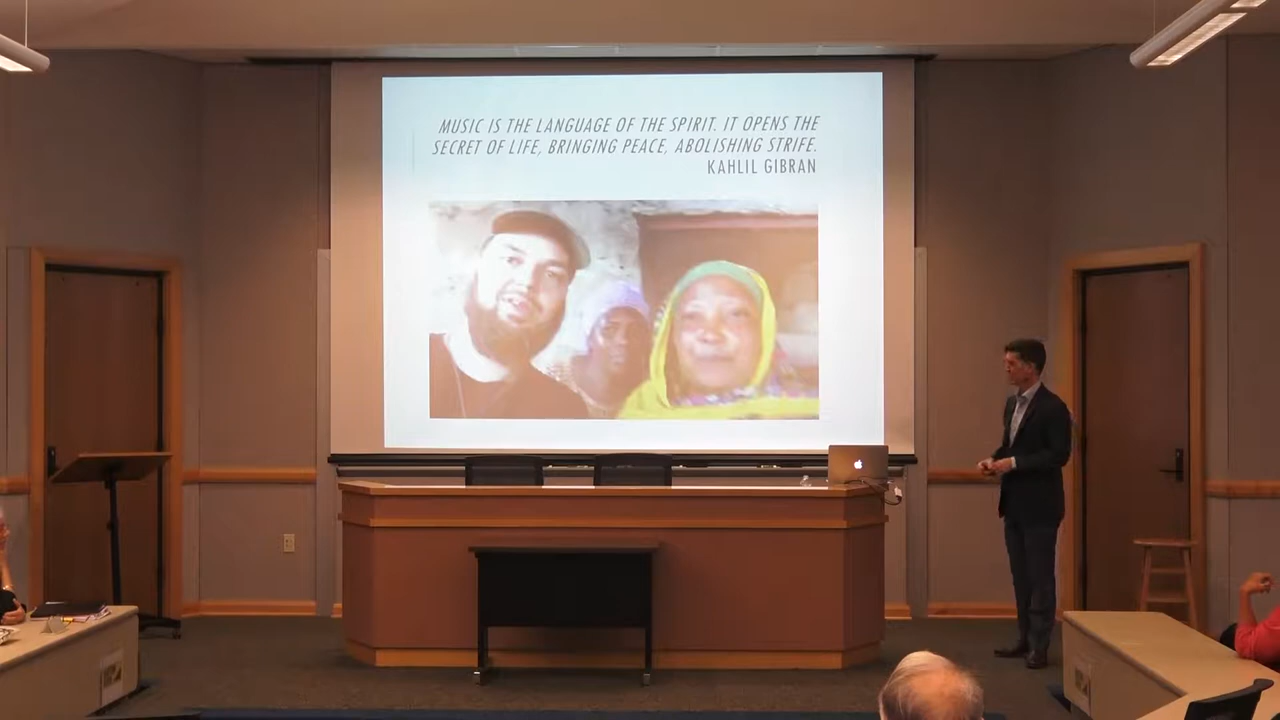 MUSIC IS THE LANGUAGE OF THE SPIRIT. IT OPENS THE
SECRET OF LIFE, BRINGING PEACE, ABOLISHING STRIFE.
KAHLIL GIBRAN